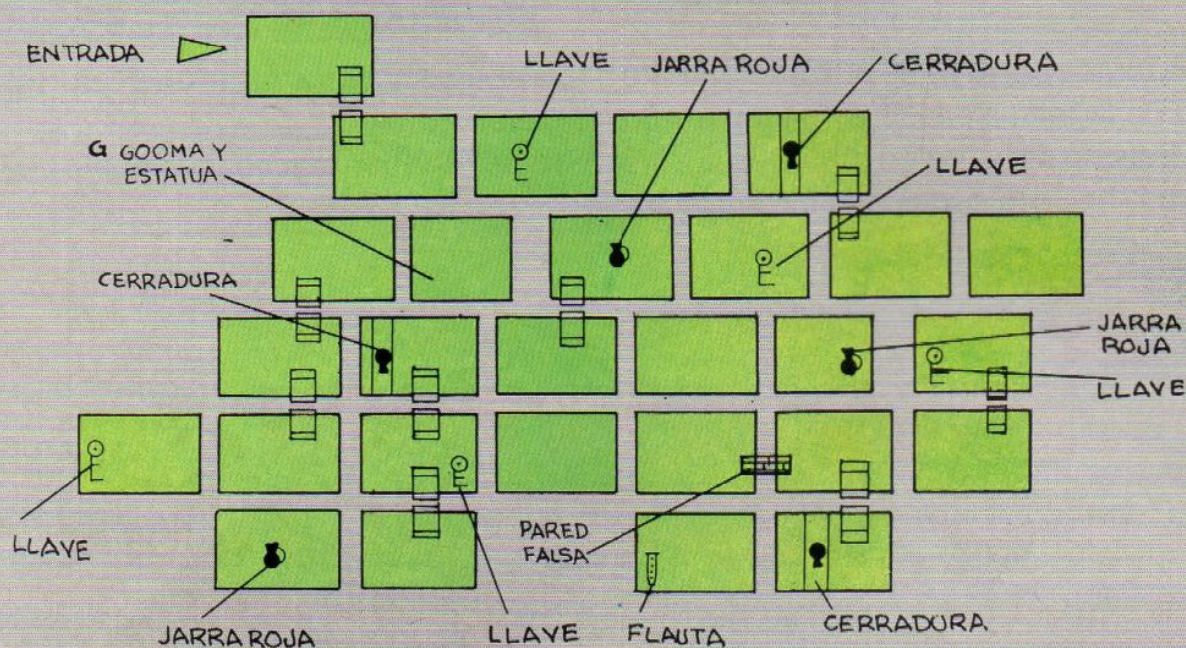 ENTRADA
LLAVE
JARRA ROJA
CERRADURA
G GOOMA Y
ESTATUA
LLAVE
CERRADURA
JARRA
ROJA
LLAVE
LLAVE
PARED
FALSA
JARRA ROJA
LLAVE
FLAUTA
CERRADURA